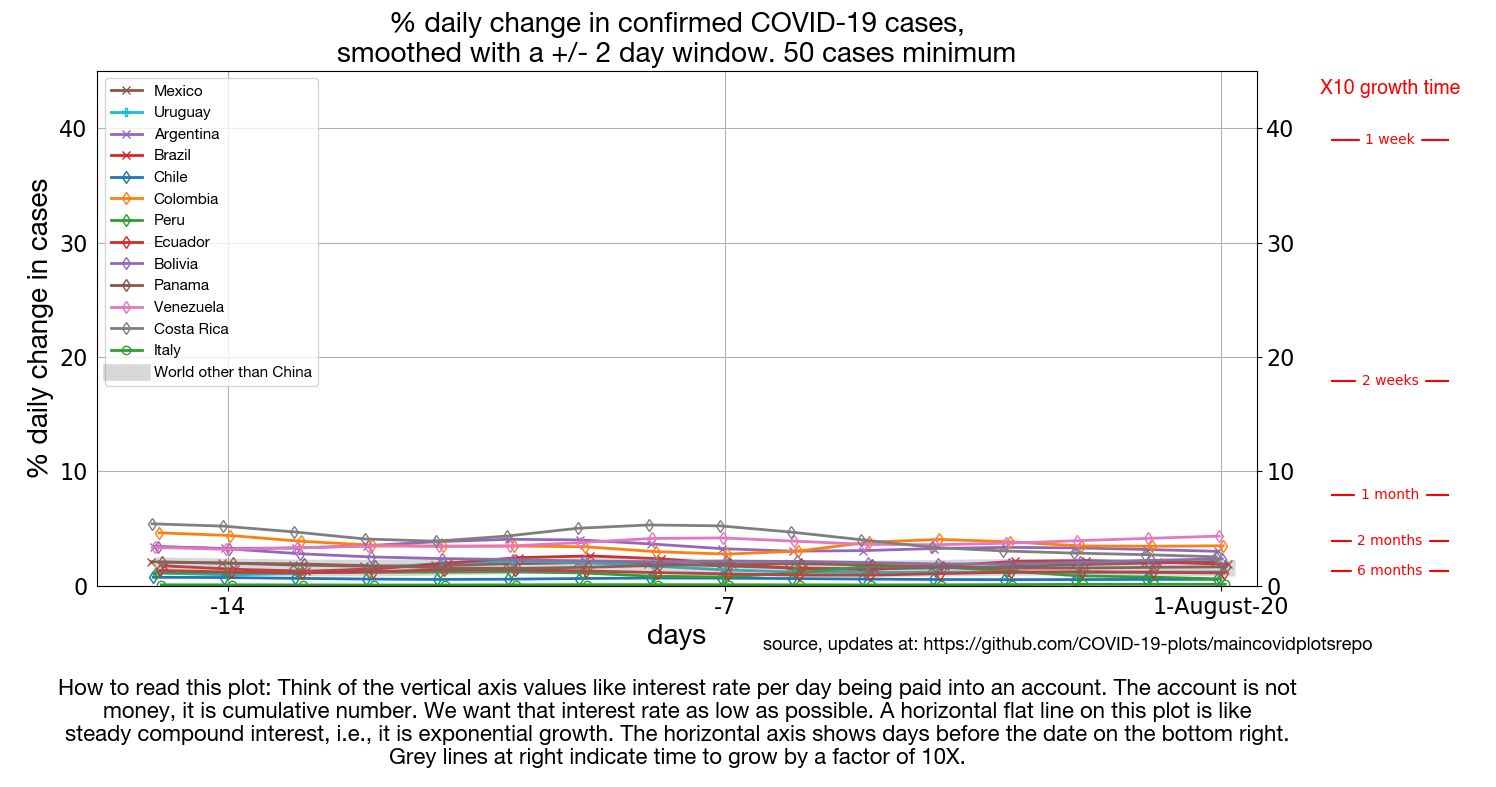 % daily change in confirmed COVID-19 cases,
smoothed with a +/- 2 day window. 50 cases minimum
X10 growth time
Mexico
Uruguay
Argentina
Brazil
Chile
Colombia
Peru
Ecuador
Bolivia
Panama
Venezuela
Costa Rica
Italy
World other than China
% daily change in cases
40
30
20
10
0
40
30
20
10
0
1 week
2 weeks
1 month
2 months
6 months
-14
-7
1-August-20
days
source, updates at: https://github.com/COVID-19-plots/maincovidplotsrepo
How to read this plot: Think of the vertical axis values like interest rate per day being paid into an account. The account is not
money, it is cumulative number. We want that interest rate as low as possible. A horizontal flat line on this plot is like
steady compound interest, i.e., it is exponential growth. The horizontal axis shows days before the date on the bottom right.
Grey lines at right indicate time to grow by a factor of 10X.